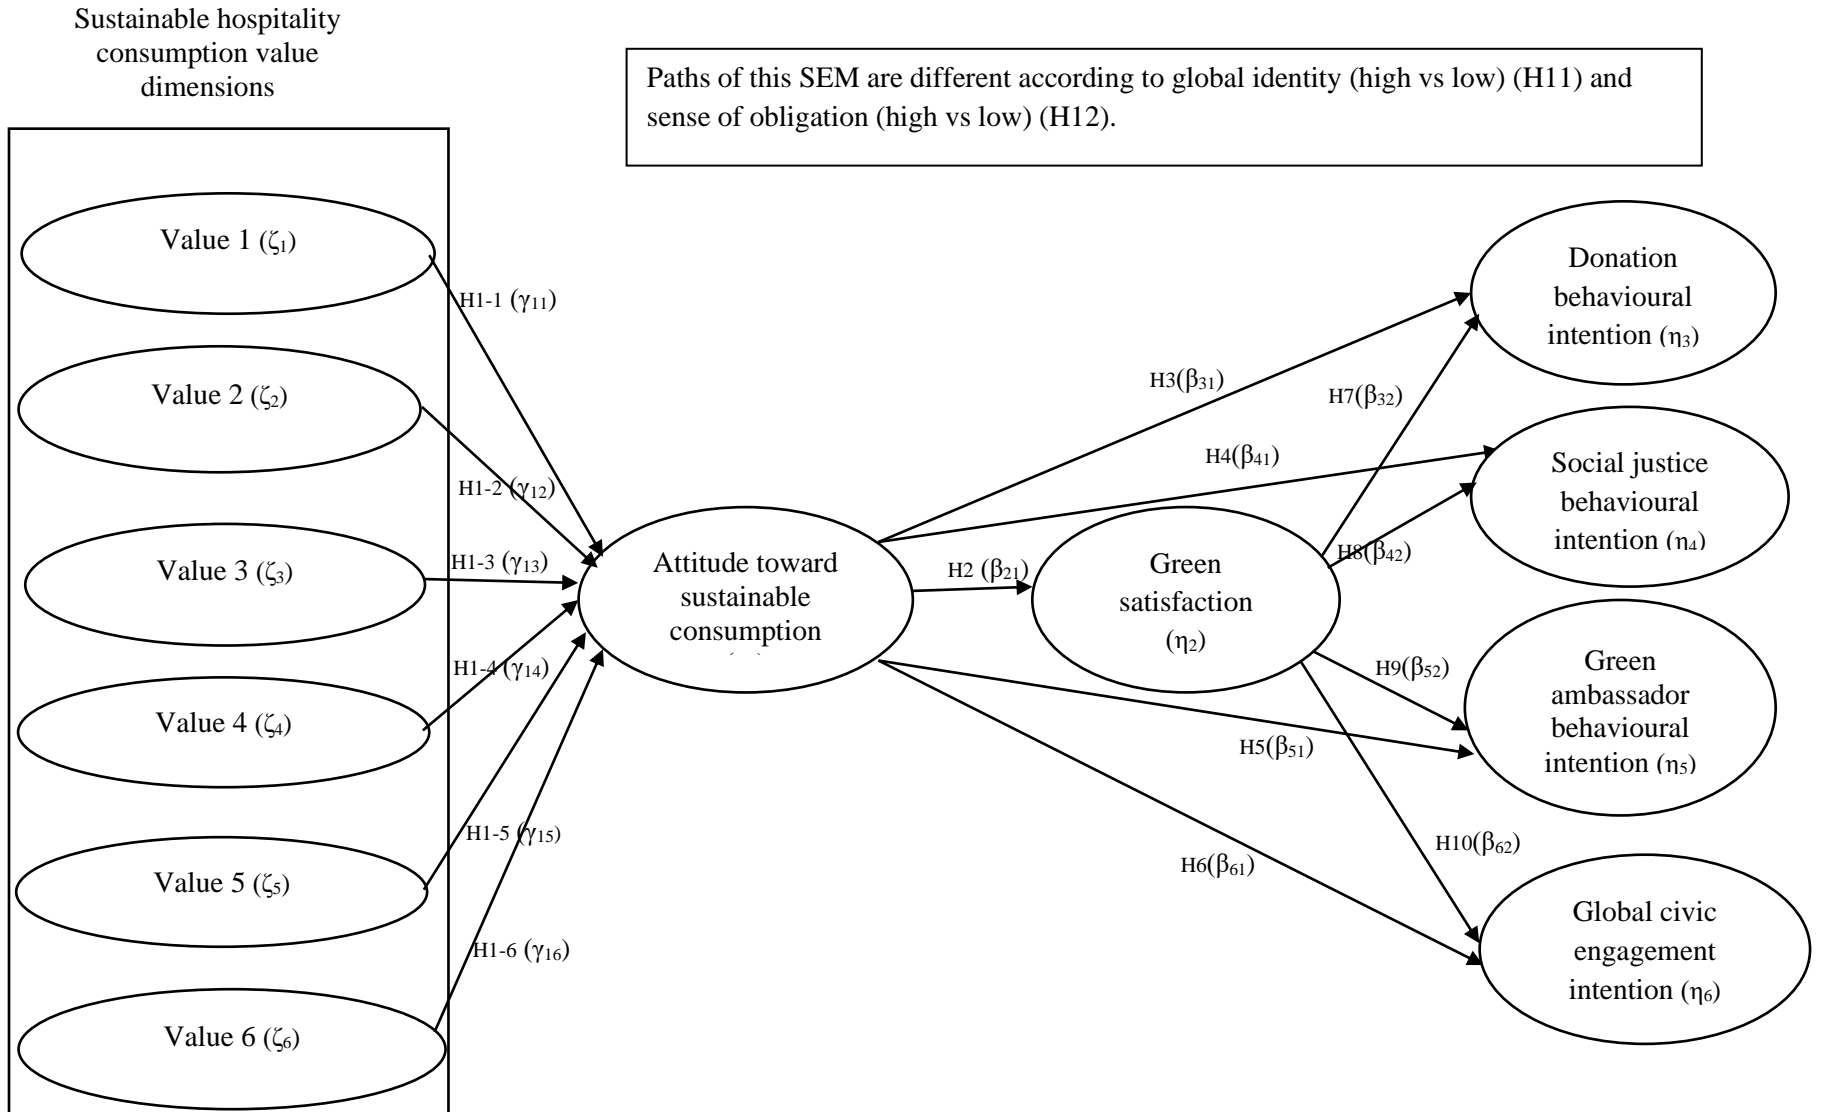 Sustainable hospitality
consumption value
dimensions
Paths of this SEM are different according to global identity (high vs low) (H11) and
sense of obligation (high vs low) (H12).
Value 1 (ζ₁)
Value 2 (ζ₂)
Value 3 (ζ₃)
Value 4 (ζ₄)
Value 5 (ζ₅)
Value 6 (ζ₆)
H1-1 (γ₁₁)
H1-2 (γ₁₂)
H1-3 (γ₁₃)
H1-4 (γ₁₄)
H1-5 (γ₁₅)
H1-6 (γ₁₆)
Attitude toward
sustainable
consumption
H2 (β₂₁)
Green
satisfaction
(η₂)
H3(β₃₁)
H4(β₄₁)
H5(β₅₁)
H6(β₆₁)
H7(β₃₂)
H8(β₄₂)
H9(β₅₂)
H10(β₆₂)
Donation
behavioural
intention (η₃)
Social justice
behavioural
intention (η₄)
Green
ambassador
behavioural
intention (η₅)
Global civic
engagement
intention (η₆)